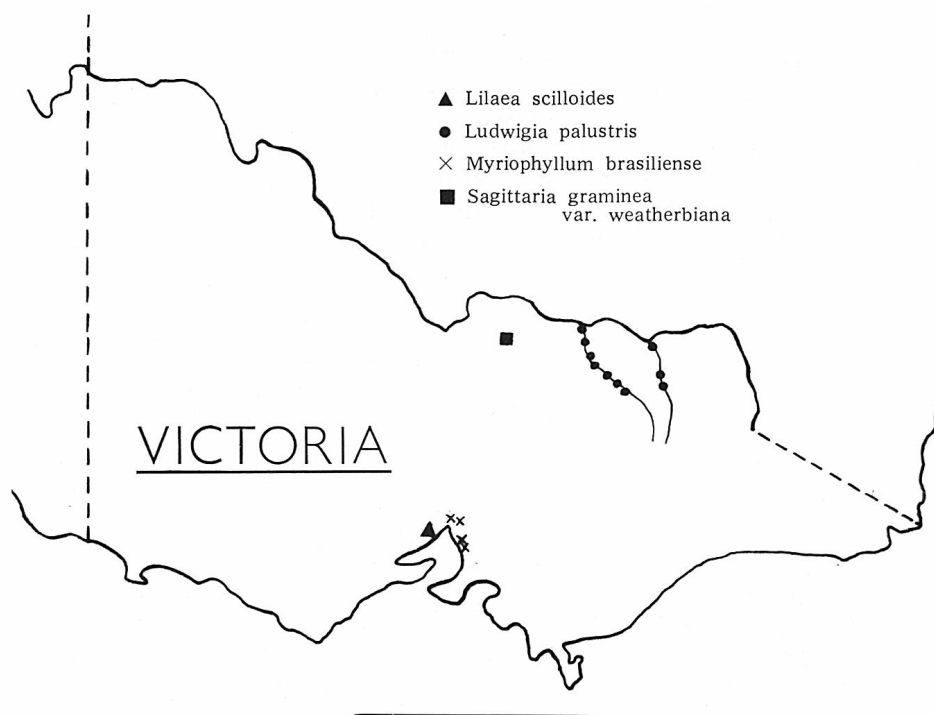 ▲ Lilaea scilloides
● Ludwigia palustris
× Myriophyllum brasiliense
■ Sagittaria graminea
var. weatherbiana
VICTORIA